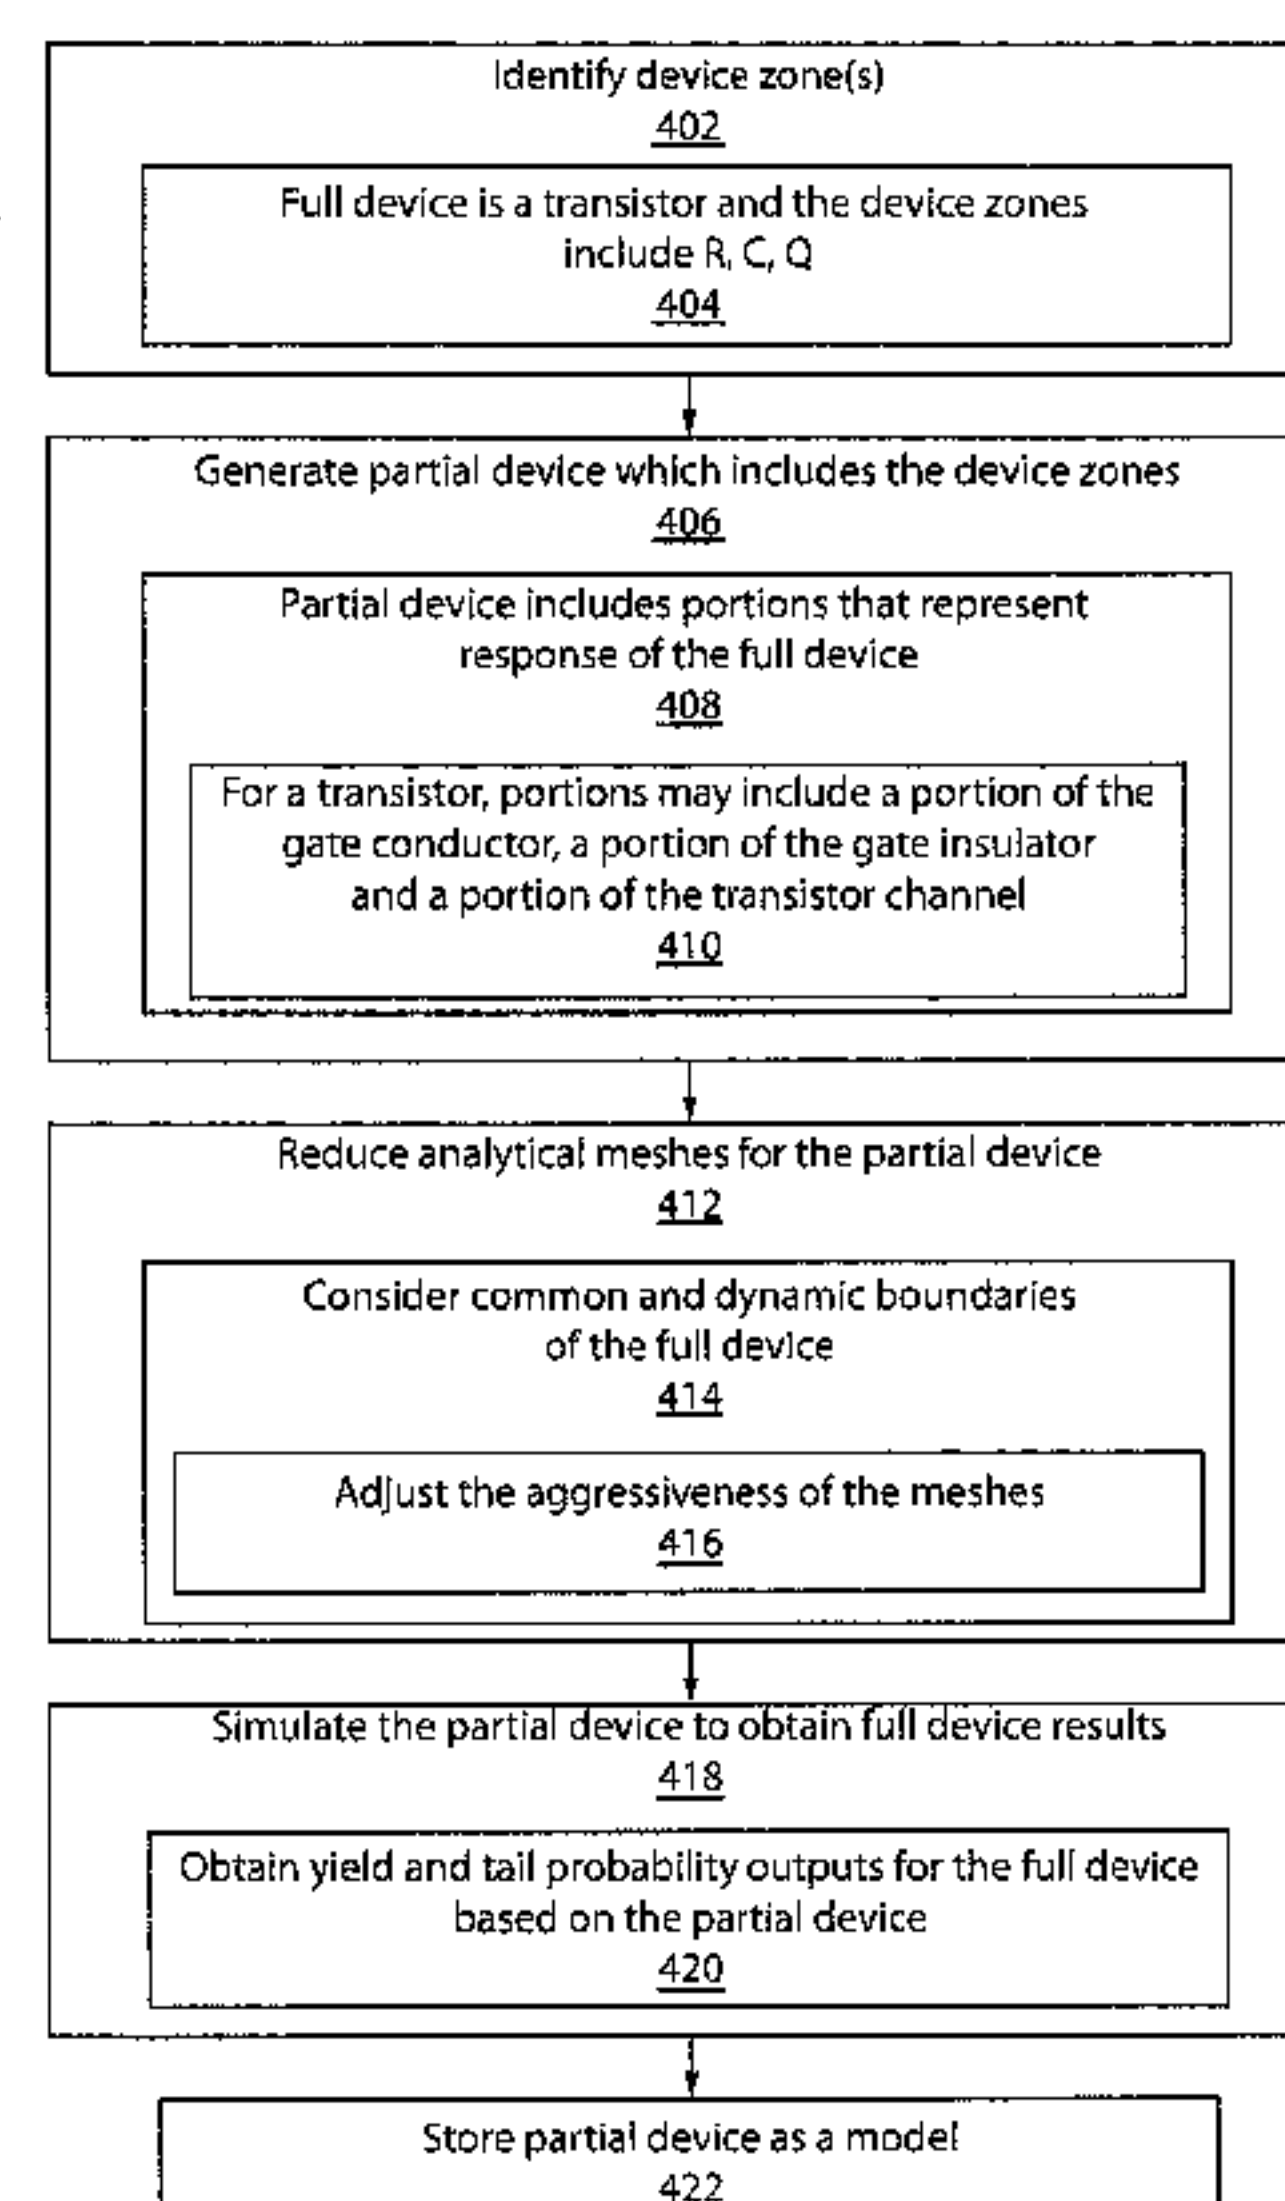 Identify device zone(s)
402
Full device is a transistor and the device zones
include R, C, Q
404
Generate partial device which includes the device zones
406
Partial device includes portions that represent
response of the full device
408
For a transistor, portions may include a portion of the
gate conductor, a portion of the gate insulator
and a portion of the transistor channel
410
Reduce analytical meshes for the partial device
412
Consider common and dynamic boundaries
of the full device
414
Adjust the aggressiveness of the meshes
416
Simulate the partial device to obtain full device results
418
Obtain yield and tail probability outputs for the full device
based on the partial device
420
Store partial device as a model
422